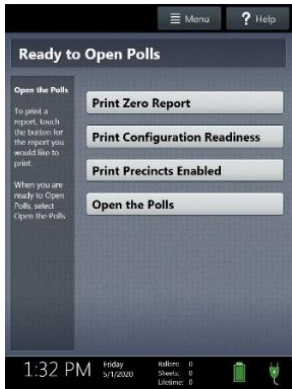 Menu
? Help
Ready to Open Polls
Open the Polls
To print a
report, touch
the button for
the report you
would like to
print.
When you are
ready to Open
Polls, select
Open the Polls
Print Zero Report
Print Configuration Readiness
Print Precincts Enabled
Open the Polls
1:32 PM
Friday
5/1/2020
Ballots: 0
Sheets: 0
Lifetime: 0